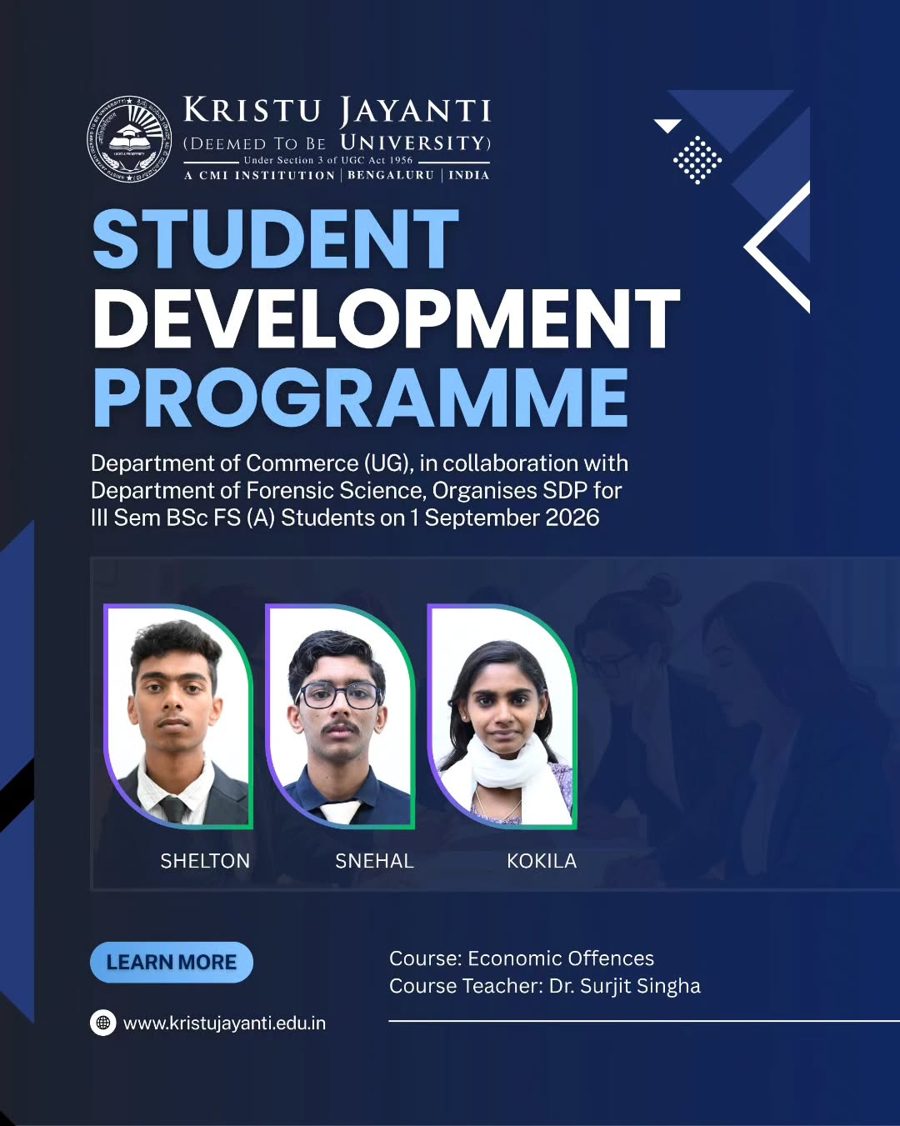 KRISTU JAYANTI
(DEEMED TO BE UNIVERSITY)
Under Section 3 of UGC Act 1956
A CMI INSTITUTION | BENGALURU | INDIA
STUDENT
DEVELOPMENT
PROGRAMME
Department of Commerce (UG), in collaboration with
Department of Forensic Science, Organises SDP for
III Sem BSc FS (A) Students on 1 September 2026
SHELTON
SNEHAL
KOKILA
LEARN MORE
www.kristujayanti.edu.in
Course: Economic Offences
Course Teacher: Dr. Surjit Singha